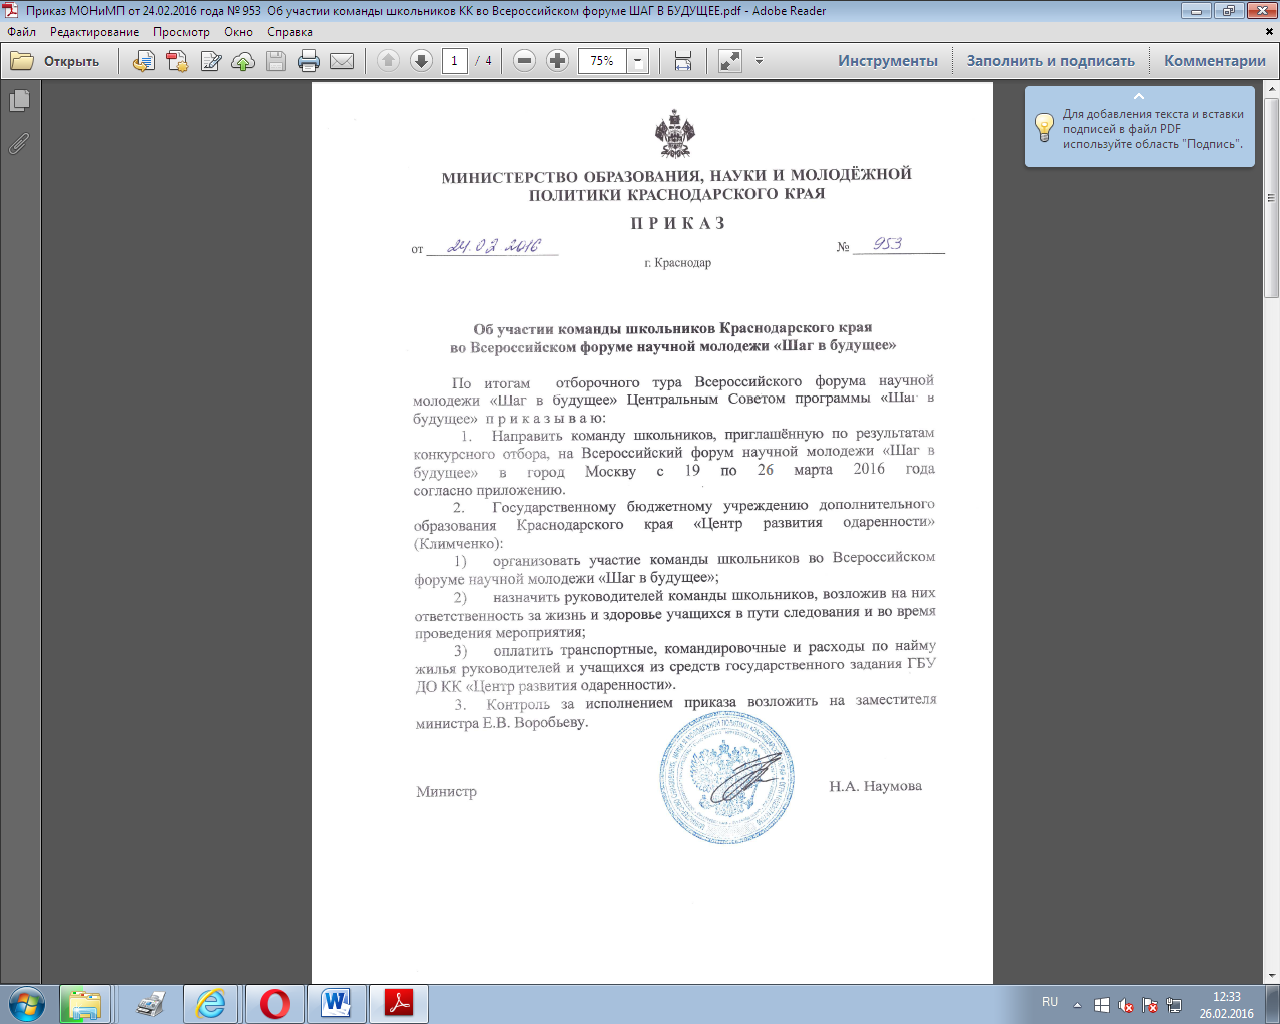 Приказ МОНиМП от 24.02.2016 года № 953 Об участии команды школьников КК во Всероссийском форуме ШАГ В БУДУЩЕЕ.pdf - Adobe Reader
Файл Редактирование Просмотр Окно Справка
Открыть 1 / 4 75% Инструменты Заполнить и подписать Комментарии
Для добавления текста и вставки
подписей в файл PDF
используйте область "Подпись".
МИНИСТЕРСТВО ОБРАЗОВАНИЯ, НАУКИ И МОЛОДЁЖНОЙ
ПОЛИТИКИ КРАСНОДАРСКОГО КРАЯ
П Р И К А З
от 24.02 2016 № 953
г. Краснодар
Об участии команды школьников Краснодарского края
во Всероссийском форуме научной молодежи «Шаг в будущее»
По итогам отборочного тура Всероссийского форума научной
молодежи «Шаг в будущее» Центральным Советом программы «Шаг в
будущее» п р и к а з ы в а ю:
1. Направить команду школьников, приглашённую по результатам
конкурсного отбора, на Всероссийский форум научной молодежи «Шаг в
будущее» в город Москву с 19 по 26 марта 2016 года
согласно приложению.
2. Государственному бюджетному учреждению дополнительного
образования Краснодарского края «Центр развития одаренности»
(Климченко):
1) организовать участие команды школьников во Всероссийском
форуме научной молодежи «Шаг в будущее»;
2) назначить руководителей команды школьников, возложив на них
ответственность за жизнь и здоровье учащихся в пути следования и во время
проведения мероприятия;
3) оплатить транспортные, командировочные и расходы по найму
жилья руководителей и учащихся из средств государственного задания ГБУ
ДО КК «Центр развития одаренности».
3. Контроль за исполнением приказа возложить на заместителя
министра Е.В. Воробьеву.
Министр Н.А. Наумова
RU 12:33
26.02.2016